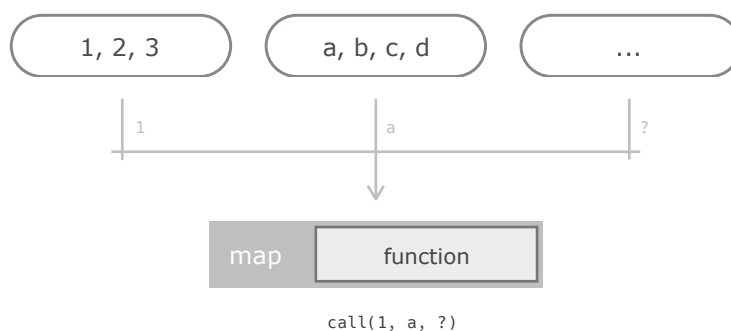 1, 2, 3
a, b, c, d
...
1
a
?
map
function
call(1, a, ?)